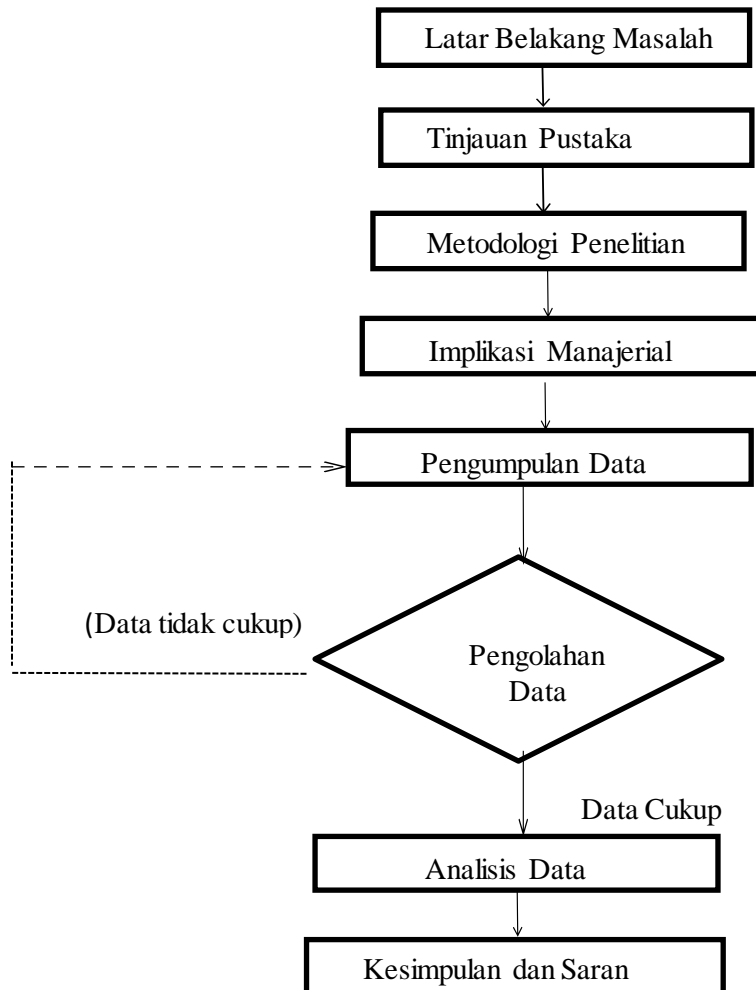 Latar Belakang Masalah
Tinjauan Pustaka
Metodologi Penelitian
Implikasi Manajerial
Pengumpulan Data
(Data tidak cukup)
Pengolahan
Data
Data Cukup
Analisis Data
Kesimpulan dan Saran